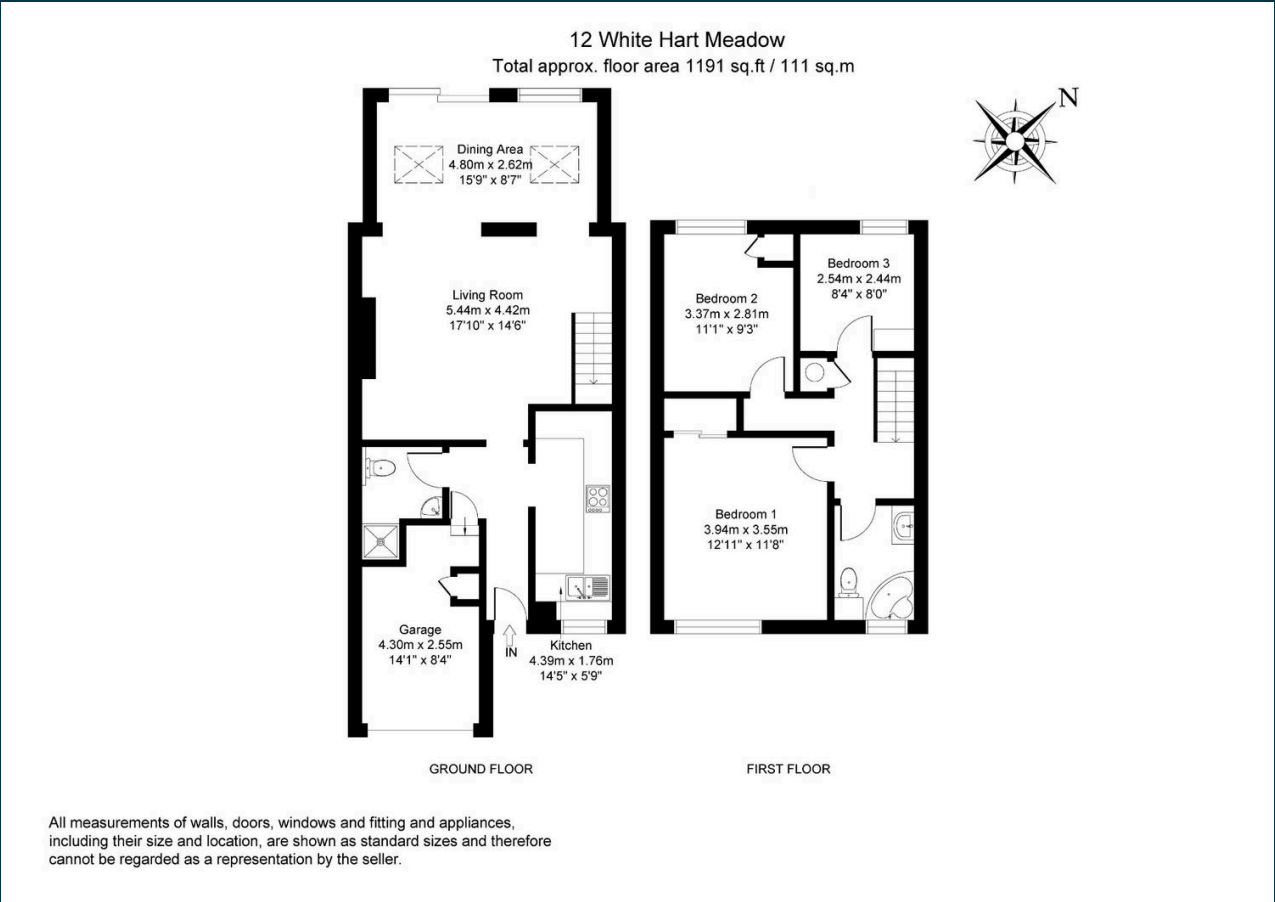 12 White Hart Meadow
Total approx. floor area 1191 sq.ft / 111 sq.m
N
Dining Area
4.80m x 2.62m
15'9" x 8'7"
Living Room
5.44m x 4.42m
17'10" x 14'6"
Garage
4.30m x 2.55m
14'1" x 8'4"
IN
Kitchen
4.39m x 1.76m
14'5" x 5'9"
GROUND FLOOR
Bedroom 2
3.37m x 2.81m
11'1" x 9'3"
Bedroom 3
2.54m x 2.44m
8'4" x 8'0"
Bedroom 1
3.94m x 3.55m
12'11" x 11'8"
FIRST FLOOR
All measurements of walls, doors, windows and fitting and appliances,
including their size and location, are shown as standard sizes and therefore
cannot be regarded as a representation by the seller.